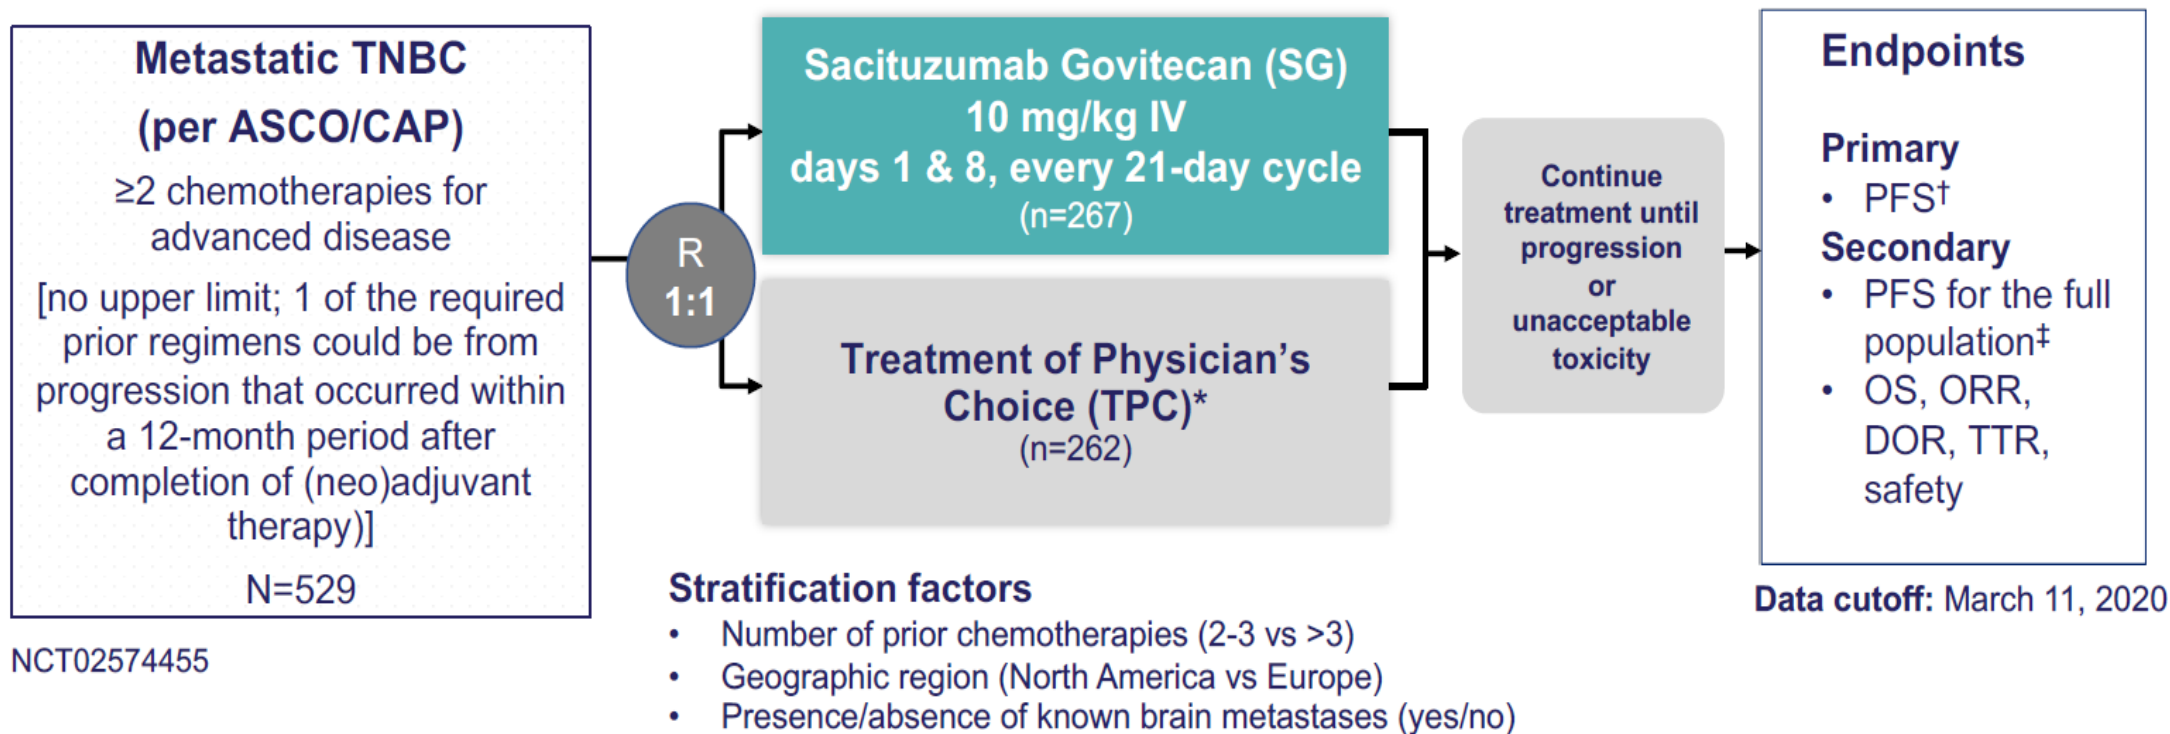 Metastatic TNBC
(per ASCO/CAP)
≥2 chemotherapies for
advanced disease
[no upper limit; 1 of the required
prior regimens could be from
progression that occurred within
a 12-month period after
completion of (neo)adjuvant
therapy)]
N=529
NCT02574455
R
1:1
Sacituzumab Govitecan (SG)
10 mg/kg IV
days 1 & 8, every 21-day cycle
(n=267)
Treatment of Physician’s
Choice (TPC)*
(n=262)
Continue
treatment until
progression
or
unacceptable
toxicity
Endpoints
Primary
• PFS†
Secondary
• PFS for the full
population‡
• OS, ORR,
DOR, TTR,
safety
Data cutoff: March 11, 2020
Stratification factors
• Number of prior chemotherapies (2-3 vs >3)
• Geographic region (North America vs Europe)
• Presence/absence of known brain metastases (yes/no)